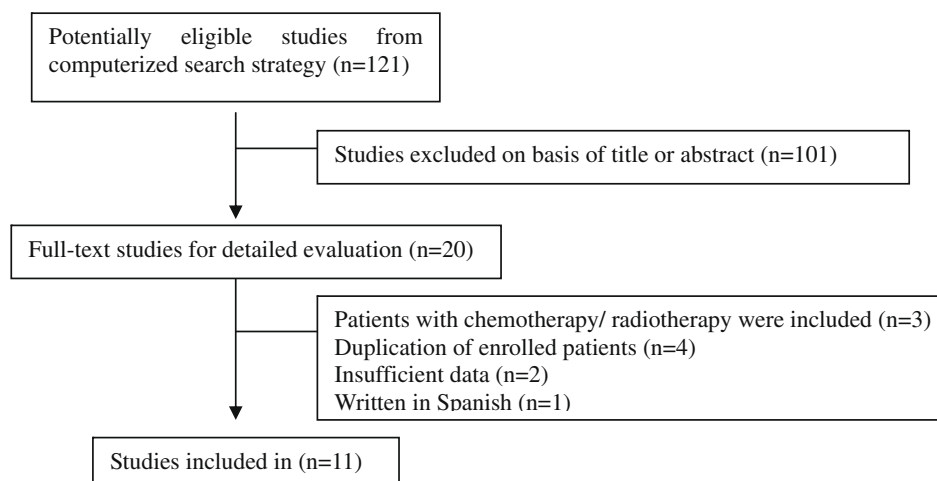 Potentially eligible studies from
computerized search strategy (n=121)
Studies excluded on basis of title or abstract (n=101)
Full-text studies for detailed evaluation (n=20)
Patients with chemotherapy/ radiotherapy were included (n=3)
Duplication of enrolled patients (n=4)
Insufficient data (n=2)
Written in Spanish (n=1)
Studies included in (n=11)